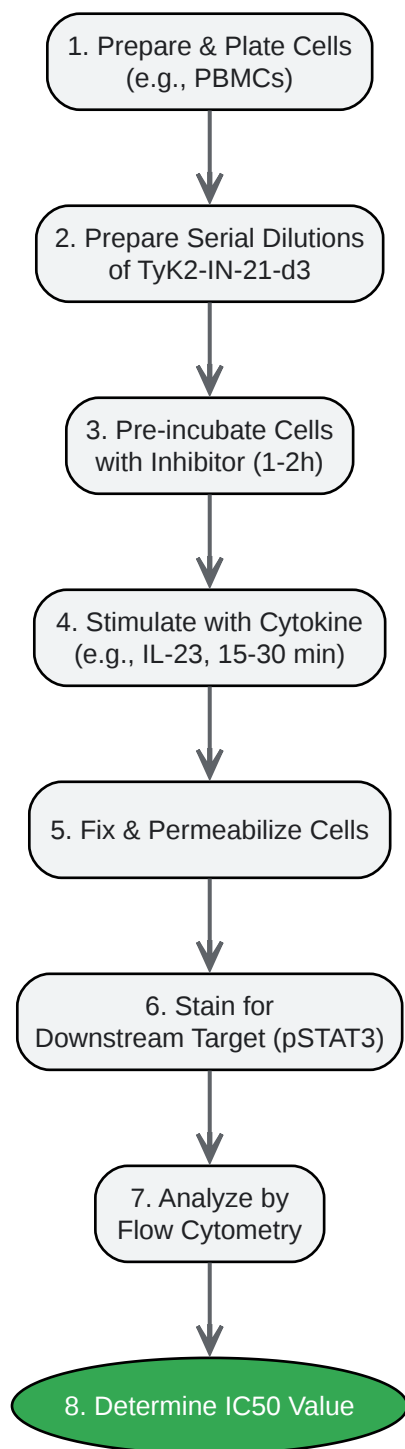 1. Prepare & Plate Cells
(e.g., PBMCs)
2. Prepare Serial Dilutions
of TyK2-IN-21-d3
3. Pre-incubate Cells
with Inhibitor (1-2h)
4. Stimulate with Cytokine
(e.g., IL-23, 15-30 min)
5. Fix & Permeabilize Cells
6. Stain for
Downstream Target (pSTAT3)
7. Analyze by
Flow Cytometry
8. Determine IC50 Value